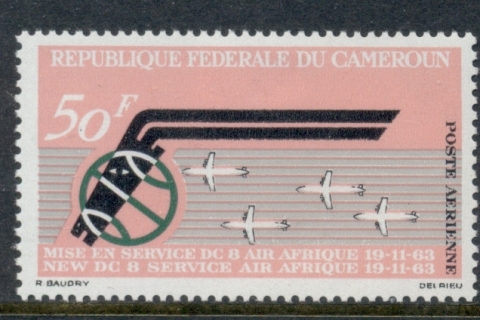 REPUBLIQUE FEDERALE DU CAMEROUN
50F
POSTE AERIENNE
MISE EN SERVICE DC 8 AIR AFRIQUE 19-11-63
NEW DC 8 SERVICE AIR AFRIQUE 19-11-63
R. BAUDRY
DELRIEU